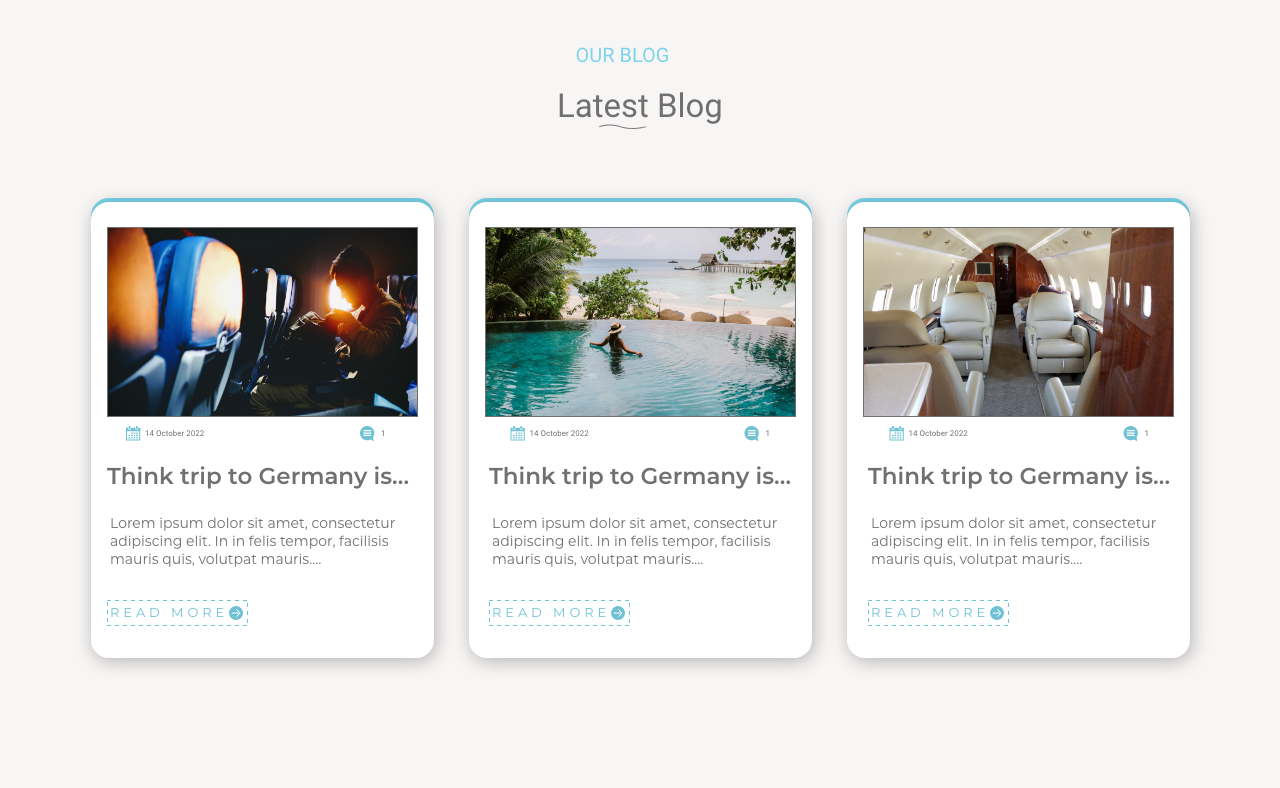 OUR BLOG
Latest Blog
14 October 2022 1
Think trip to Germany is...
Lorem ipsum dolor sit amet, consectetur
adipiscing elit. In in felis tempor, facilisis
mauris quis, volutpat mauris....
READ MORE
14 October 2022 1
Think trip to Germany is...
Lorem ipsum dolor sit amet, consectetur
adipiscing elit. In in felis tempor, facilisis
mauris quis, volutpat mauris....
READ MORE
14 October 2022 1
Think trip to Germany is...
Lorem ipsum dolor sit amet, consectetur
adipiscing elit. In in felis tempor, facilisis
mauris quis, volutpat mauris....
READ MORE